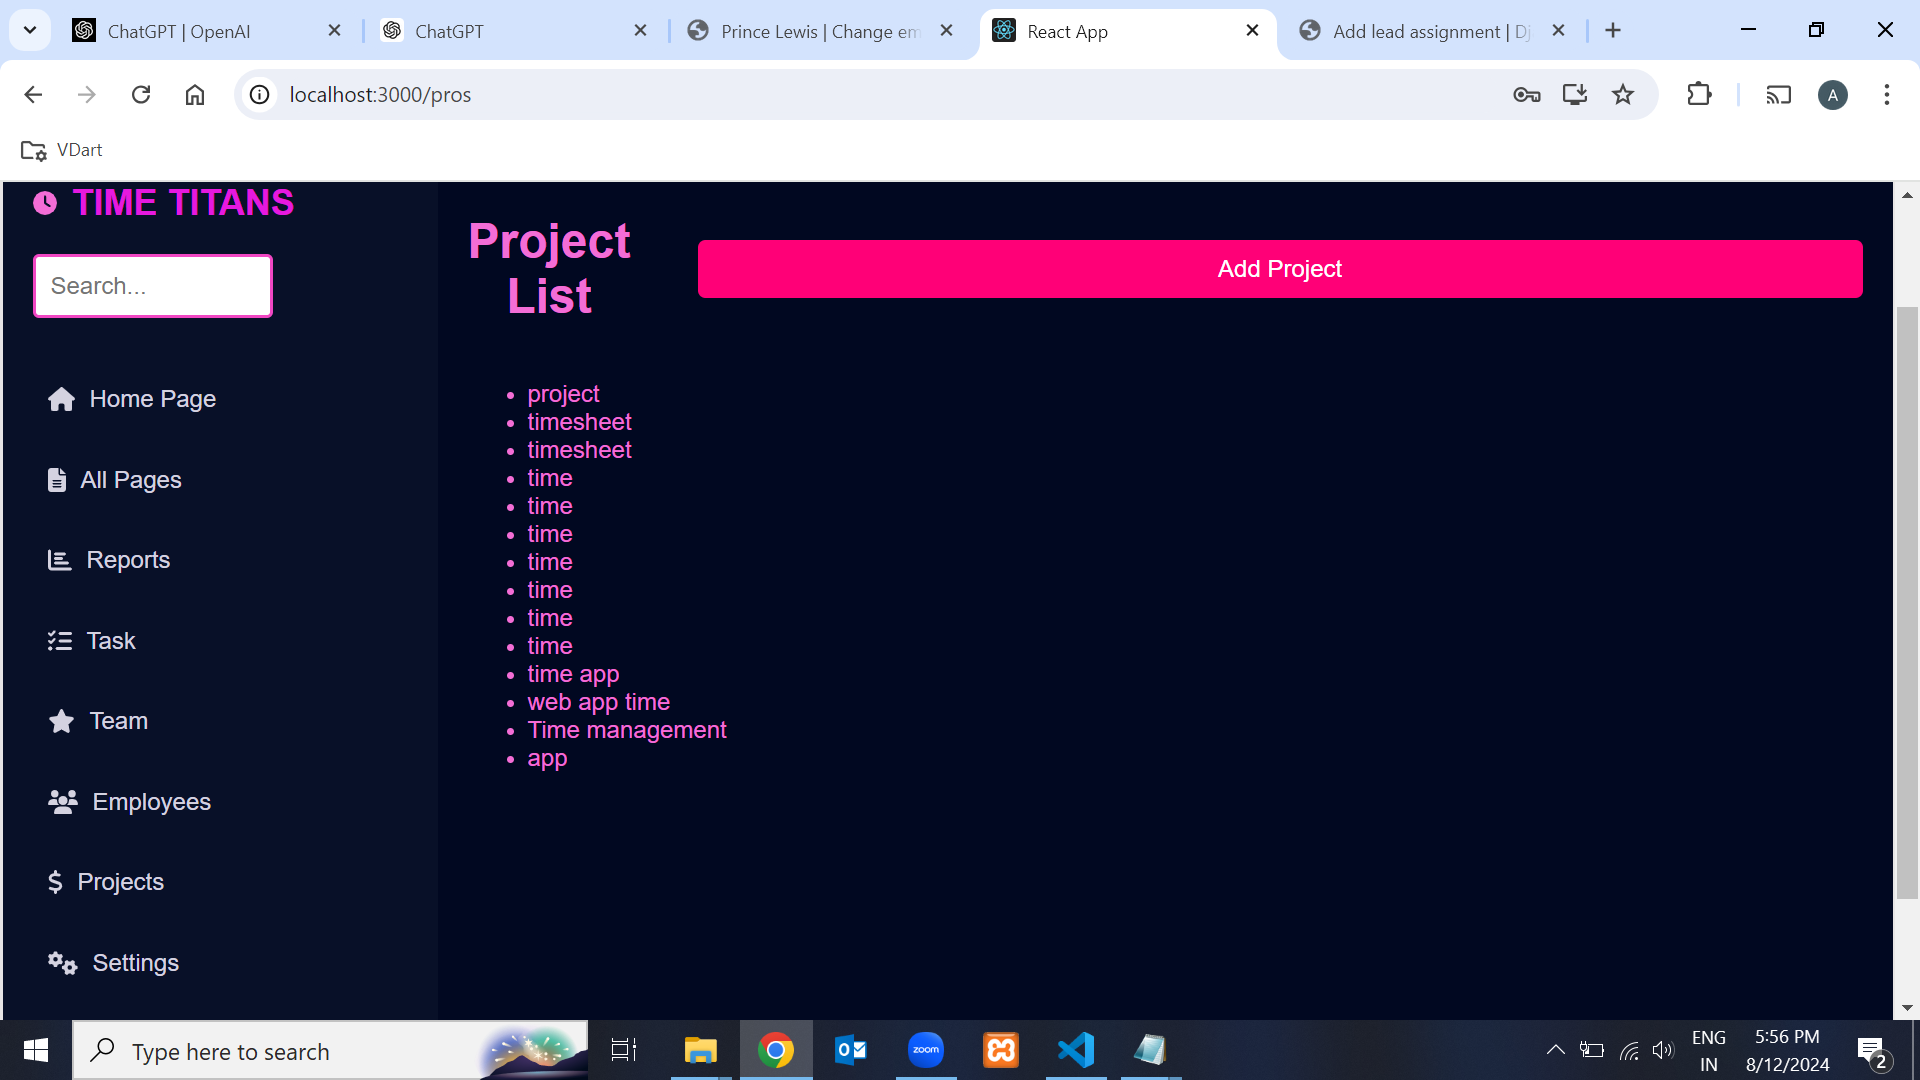 ChatGPT | OpenAI
ChatGPT
Prince Lewis | Change em
React App
Add lead assignment | Dj
localhost:3000/pros
A
VDart
TIME TITANS
Search...
Home Page
All Pages
Reports
Task
Team
Employees
$ Projects
Settings
Project
List
Add Project
project
timesheet
timesheet
time
time
time
time
time
time
time
time app
web app time
Time management
app
Type here to search
zoom
ENG
IN
5:56 PM
8/12/2024
2